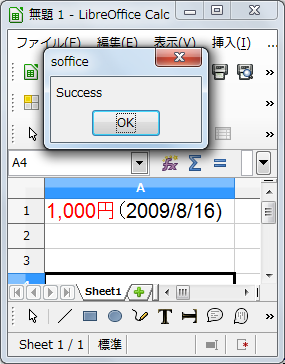 無題 1 - LibreOffice Calc
ファイル(F) 編集(E) 表示(V) 挿入(I)
soffice
Success
OK
A4
A
1
1,000円 (2009/8/16)
2
3
Sheet1
Sheet 1 / 1 標準